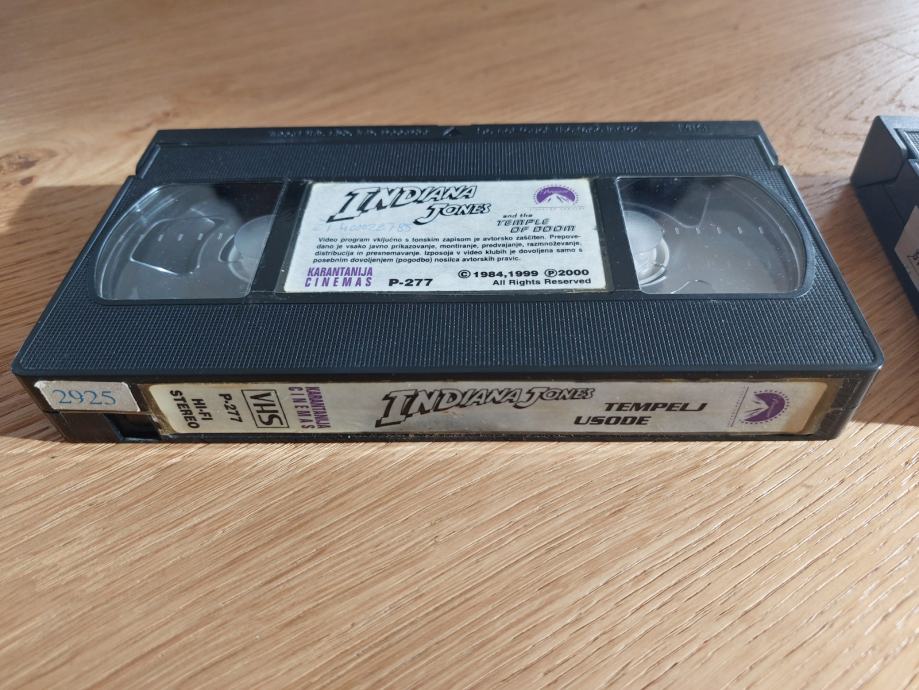 INDIANA
JONES
and the
TEMPLE
OF DOOM
Video program vključno s tonskim zapisom je avtorsko zaščiten. Prepove-
dano je vsako javno prikazovanje, montiranje, predvajanje, razmnoževanje,
distribucija in presnemavanje. Izposoja v video klubih je dovoljena samo s
posebnim dovoljenjem (pogodbo) nosilca avtorskih pravic.
KARANTANIJA
CINEMAS
P-277
©1984,1999 ℗2000
All Rights Reserved
2925
HI-FI
STEREO
P-277
VHS
KARANTANIJA
CINEMAS
INDIANA JONES
TEMPELJ
USODE